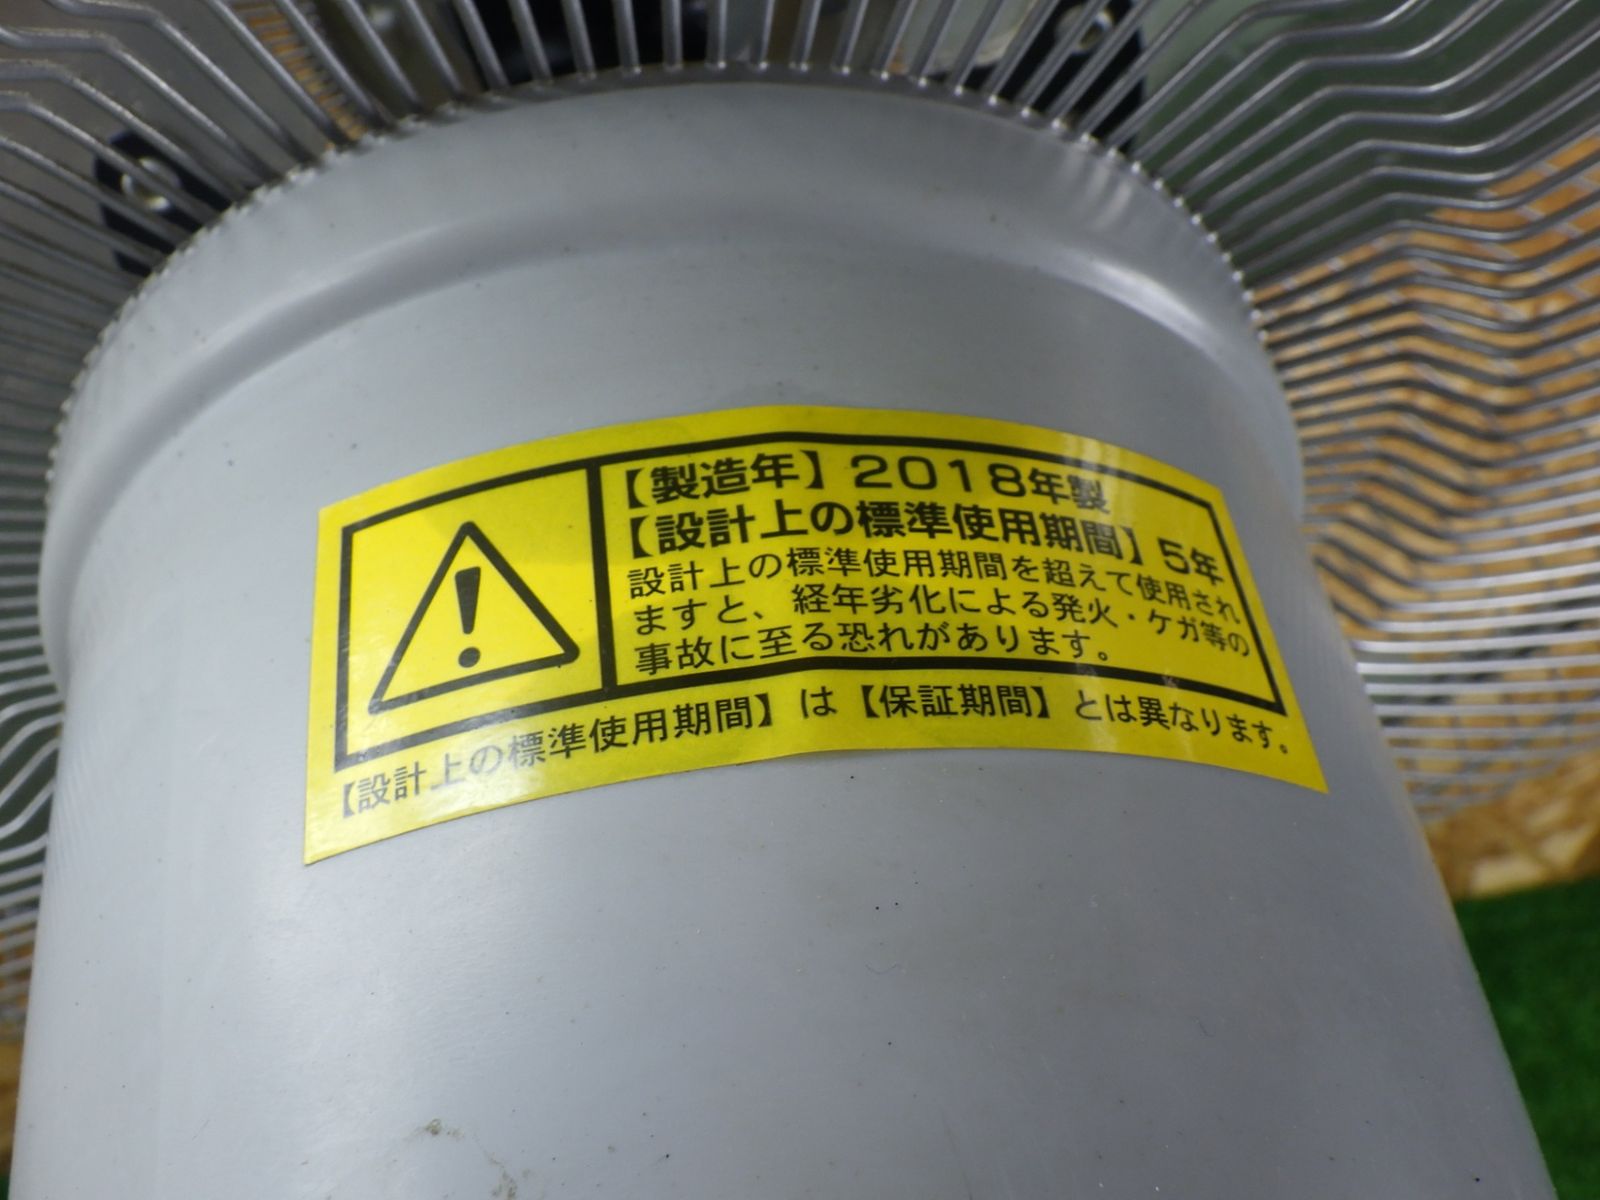 【製造年】2018年製
【設計上の標準使用期間】5年
設計上の標準使用期間を超えて使用され
ますと、経年劣化による発火・ケガ等の
事故に至る恐れがあります。
【設計上の標準使用期間】は【保証期間】とは異なります。